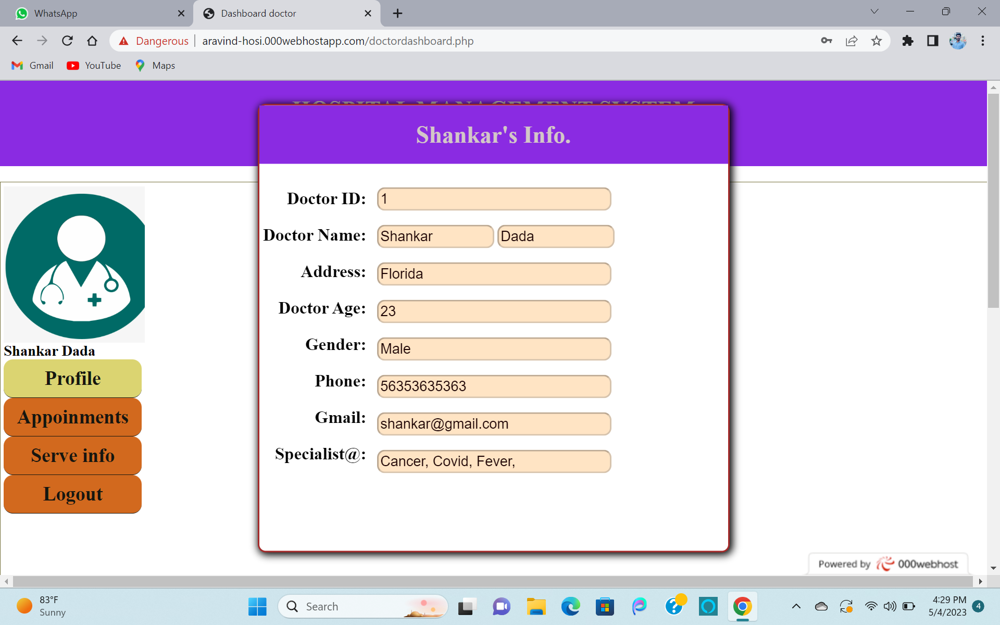 WhatsApp
Dashboard doctor
Dangerous
aravind-hosi.000webhostapp.com/doctordashboard.php
Gmail
YouTube
Maps
HOSPITAL MANAGEMENT SYSTEM
Shankar's Info.
Doctor ID: 1
Doctor Name: Shankar Dada
Address: Florida
Doctor Age: 23
Gender: Male
Phone: 56353635363
Gmail: shankar@gmail.com
Specialist@: Cancer, Covid, Fever,
Shankar Dada
Profile
Appoinments
Serve info
Logout
Powered by 000webhost
83°F
Sunny
Search
4:29 PM
5/4/2023
4